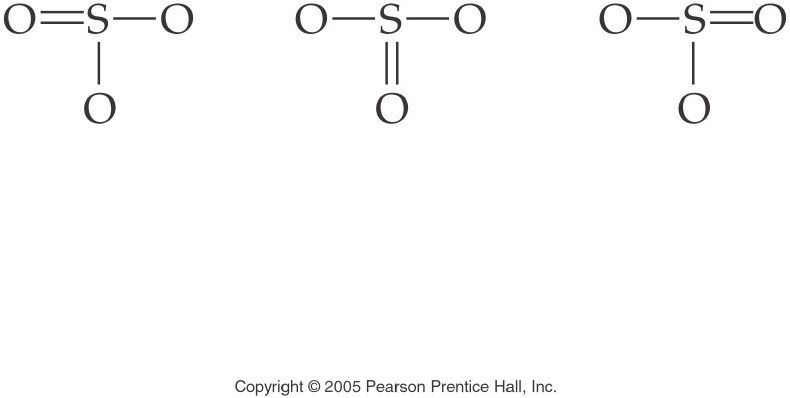 O=S—O O—S—O O—S=O
O O O
Copyright © 2005 Pearson Prentice Hall, Inc.